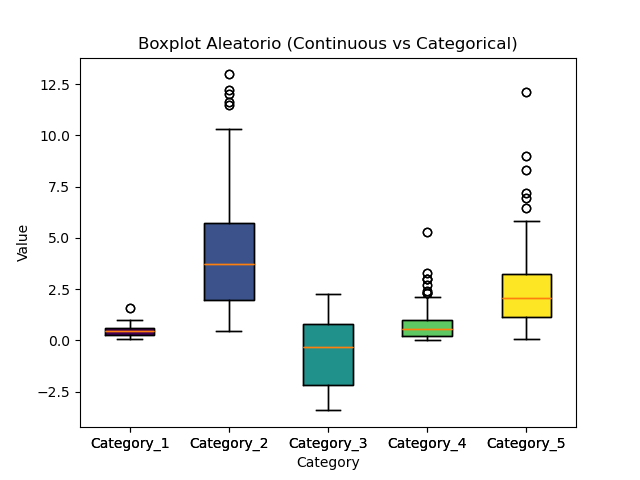 Boxplot Aleatorio (Continuous vs Categorical)
12.5
10.0
7.5
5.0
2.5
0.0
−2.5
Value
Category_1 Category_2 Category_3 Category_4 Category_5
Category